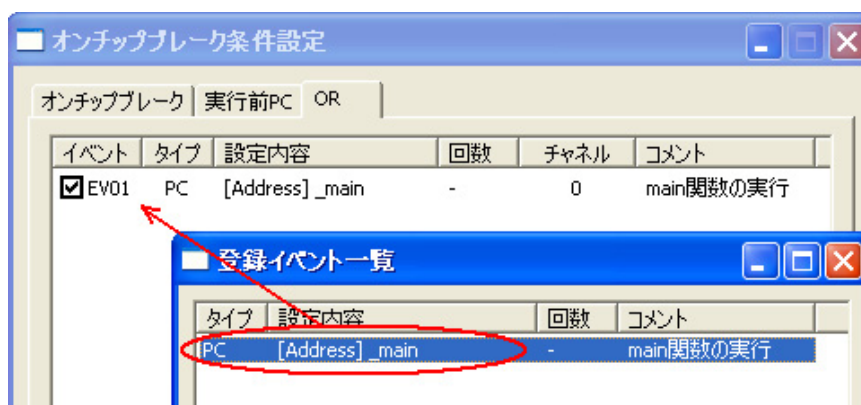 オンチップブレーク条件設定
オンチップブレーク 実行前PC OR
イベント タイプ 設定内容 回数 チャネル コメント
EV01 PC [Address] _main - 0 main関数の実行
登録イベント一覧
タイプ 設定内容 回数 コメント
PC [Address] _main - main関数の実行